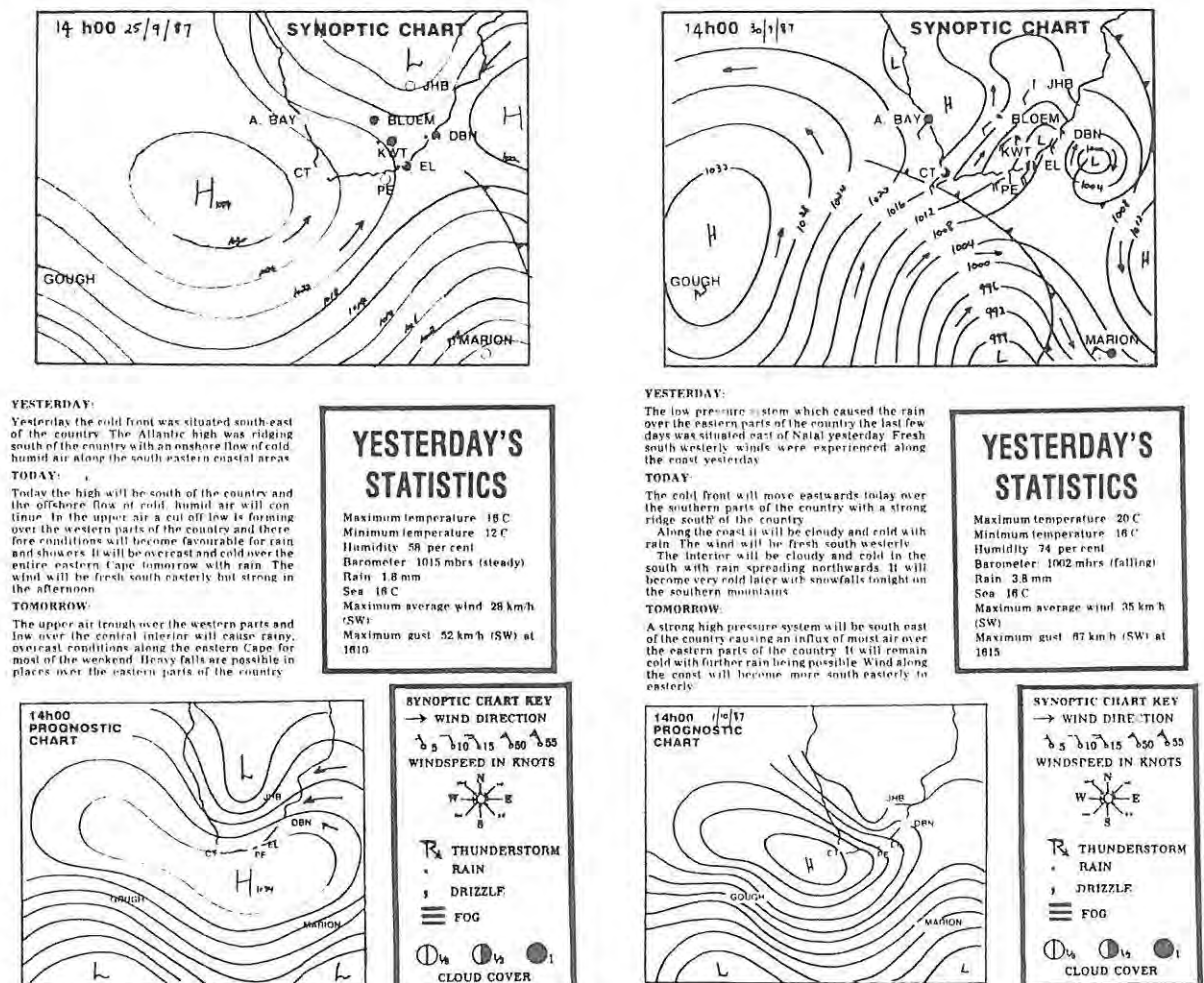 14 h00 25/9/87
SYNOPTIC CHART
L
JHB
H
A. BAY
BLOEM
DBN
KWT
CT
EL
PE
H
GOUGH
MARION
YESTERDAY:
Yesterday the cold front was situated south-east
of the country. The Atlantic high was ridging
south of the country with an onshore flow of cold,
humid air along the south eastern coastal areas
TODAY:
Today the high will be south of the country and
the offshore flow of cold, humid air will con
tinue. In the upper air a cut off low is forming
over the western parts of the country and there
fore conditions will become favourable for rain
and showers. It will be overcast and cold over the
entire eastern Cape tomorrow with rain. The
wind will be fresh south easterly but strong in
the afternoon
TOMORROW:
The upper air trough over the western parts and
low over the central interior will cause rainy,
overcast conditions along the eastern Cape for
most of the weekend. Heavy falls are possible in
places over the eastern parts of the country
YESTERDAY'S
STATISTICS
Maximum temperature 18 C
Minimum temperature 12 C
Humidity 58 per cent
Barometer 1015 mbrs (steady)
Rain 1.8 mm
Sea 16 C
Maximum average wind 28 km/h
(SW)
Maximum gust 52 km/h (SW) at
1610
14h00
PROGNOSTIC
CHART
L
JHB
DBN
EL
CT
PE
H 1034
GOUGH
MARION
L
L
SYNOPTIC CHART KEY
WIND DIRECTION
5 10 15 50 55
WINDSPEED IN KNOTS
N
W E
S
THUNDERSTORM
RAIN
DRIZZLE
FOG
⅛ ½ 1
CLOUD COVER
14h00 30/9/87
SYNOPTIC CHART
L
JHB
H
A. BAY
BLOEM
DBN
L
KWT
L
1032
CT
EL
1004
PE
1028
1024
1020
1016
1012
1008
1008
1012
H
1004
H
GOUGH
1000
996
992
L
MARION
YESTERDAY:
The low pressure system which caused the rain
over the eastern parts of the country the last few
days was situated east of Natal yesterday. Fresh
south westerly winds were experienced along
the coast yesterday
TODAY:
The cold front will move eastwards today over
the southern parts of the country with a strong
ridge south of the country
Along the coast it will be cloudy and cold with
rain. The wind will be fresh south westerly
The interior will be cloudy and cold in the
south with rain spreading northwards. It will
become very cold later with snowfalls tonight on
the southern mountains
TOMORROW:
A strong high pressure system will be south east
of the country causing an influx of moist air over
the eastern parts of the country. It will remain
cold with further rain being possible. Wind along
the coast will become more south easterly to
easterly
YESTERDAY'S
STATISTICS
Maximum temperature 20 C
Minimum temperature 16 C
Humidity 74 per cent
Barometer: 1002 mbrs (falling)
Rain 3.8 mm
Sea 16 C
Maximum average wind 35 km/h
(SW)
Maximum gust 67 km/h (SW) at
1615
14h00 1/10/87
PROGNOSTIC
CHART
JHB
DBN
EL
CT
PE
H
GOUGH
MARION
L
L
SYNOPTIC CHART KEY
WIND DIRECTION
5 10 15 50 55
WINDSPEED IN KNOTS
N
W E
S
THUNDERSTORM
RAIN
DRIZZLE
FOG
⅛ ½ 1
CLOUD COVER